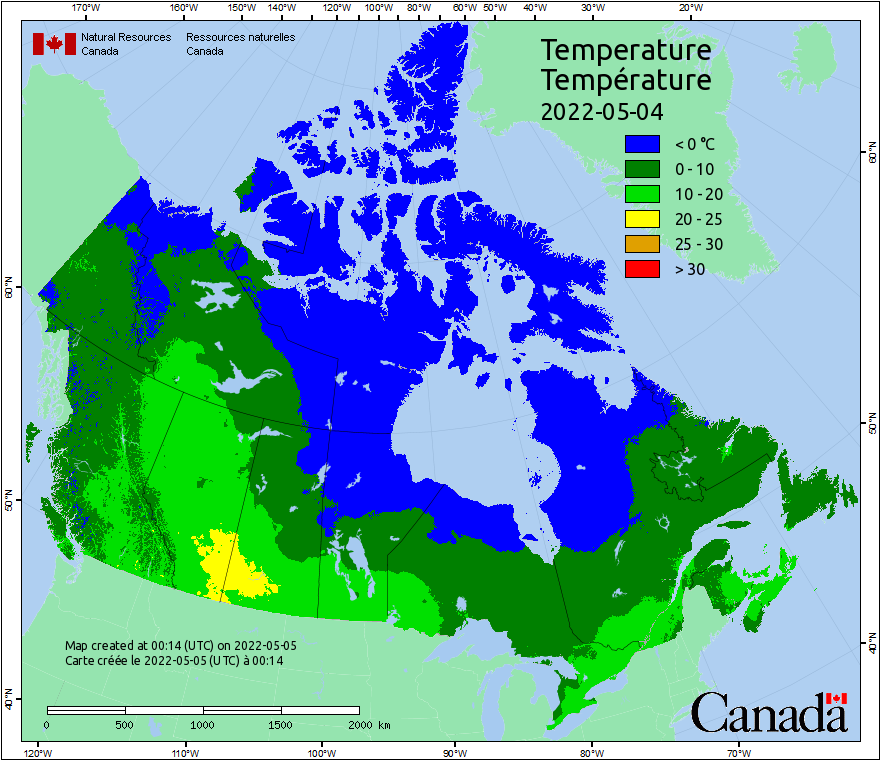 170°W 160°W 150°W 140°W 120°W 100°W 80°W 60°W 50°W 40°W 30°W 20°W
Natural Resources Ressources naturelles
Canada Canada
Temperature
Température
2022-05-04
< 0 °C
0 - 10
10 - 20
20 - 25
25 - 30
> 30
60°N
60°N
50°N
50°N
40°N
40°N
Map created at 00:14 (UTC) on 2022-05-05
Carte créée le 2022-05-05 (UTC) à 00:14
0 500 1000 1500 2000 km
Canada
120°W 110°W 100°W 90°W 80°W 70°W